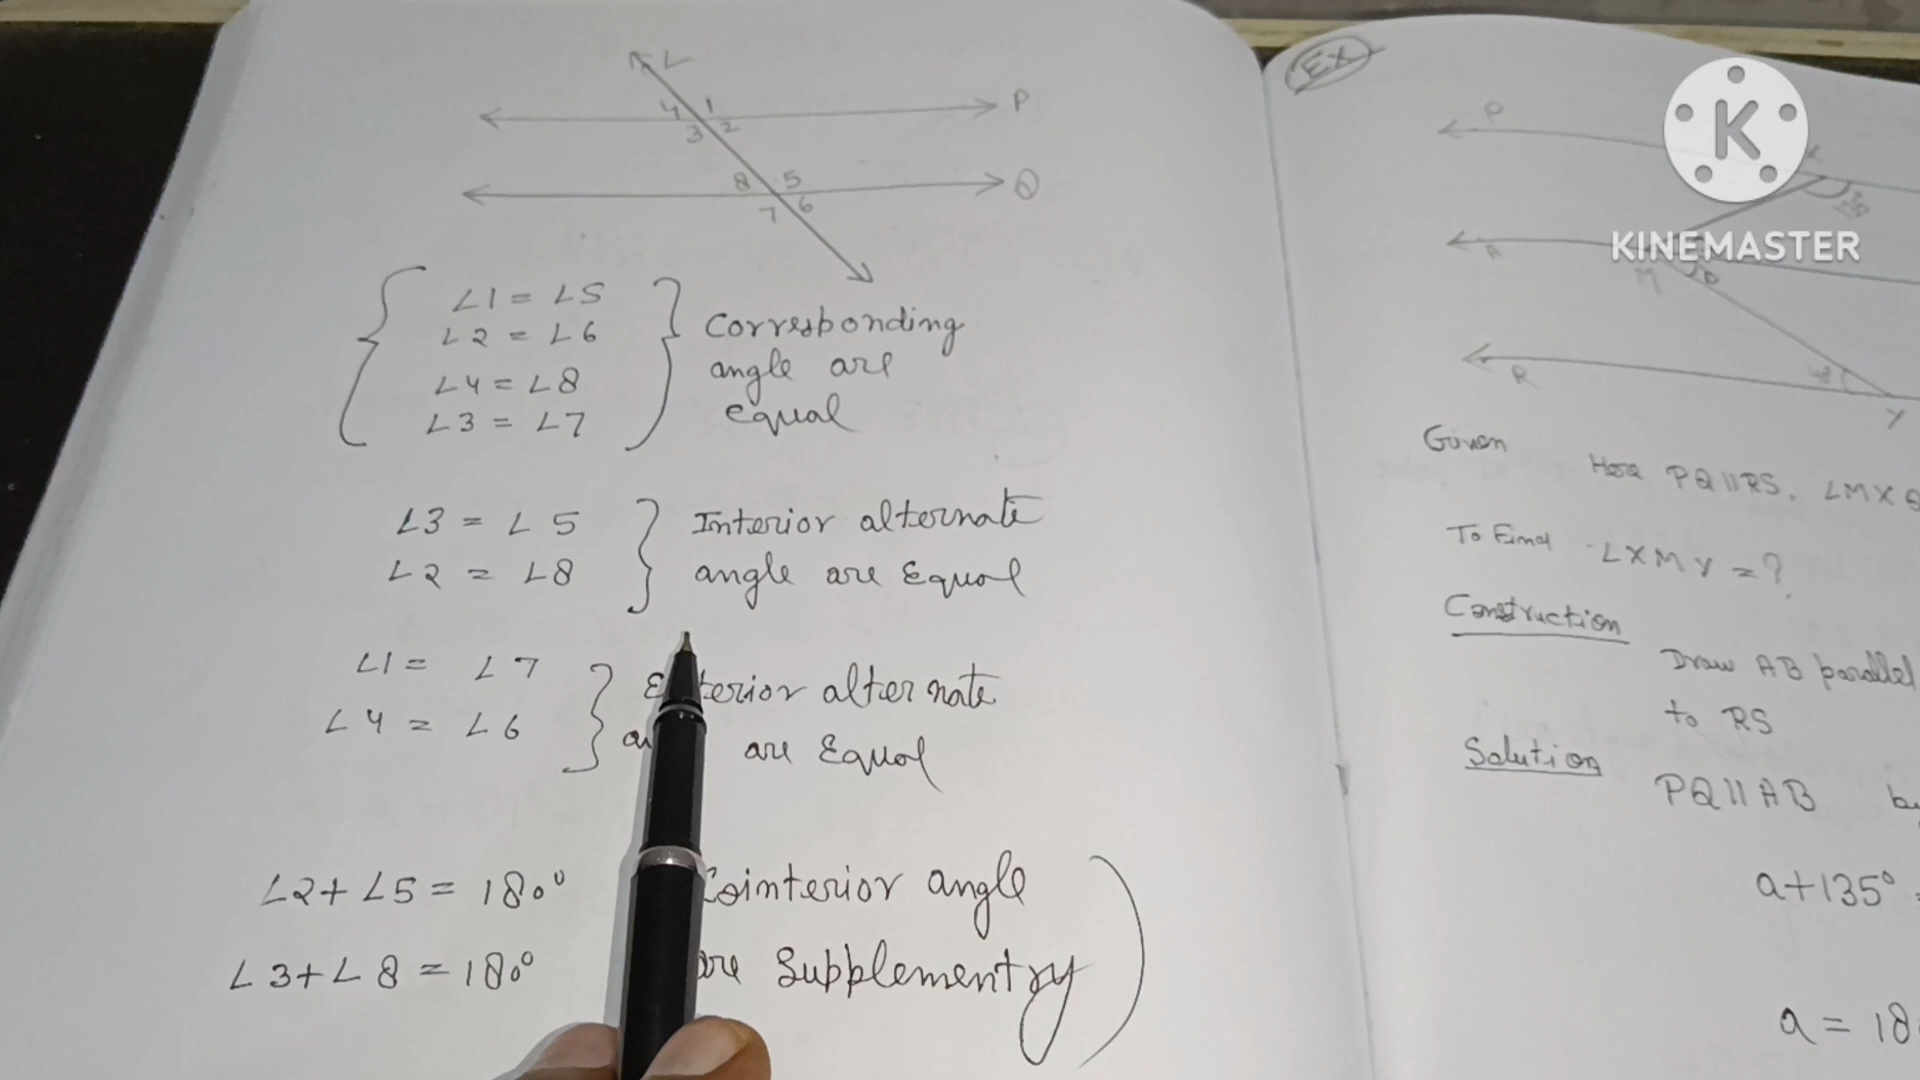 L
4 1 P
3 2
8 5 Q
7 6
∠1 = ∠5
∠2 = ∠6
∠4 = ∠8
∠3 = ∠7
Corresponding
angle are
equal
∠3 = ∠5
∠2 = ∠8
Interior alternate
angle are Equal
∠1 = ∠7
∠4 = ∠6
alternate
are Equal
∠2 + ∠5 = 180°
∠3 + ∠8 = 180°
Cointerior angle
are Supplementry
Ex
K
KINEMASTER
P
X
A
M
R
Y
Given
Here PQ||RS, ∠MX
To Find ∠XMY = ?
Construction
Draw AB parallel
to RS
Solution
PQ||AB
a+135°
a = 18